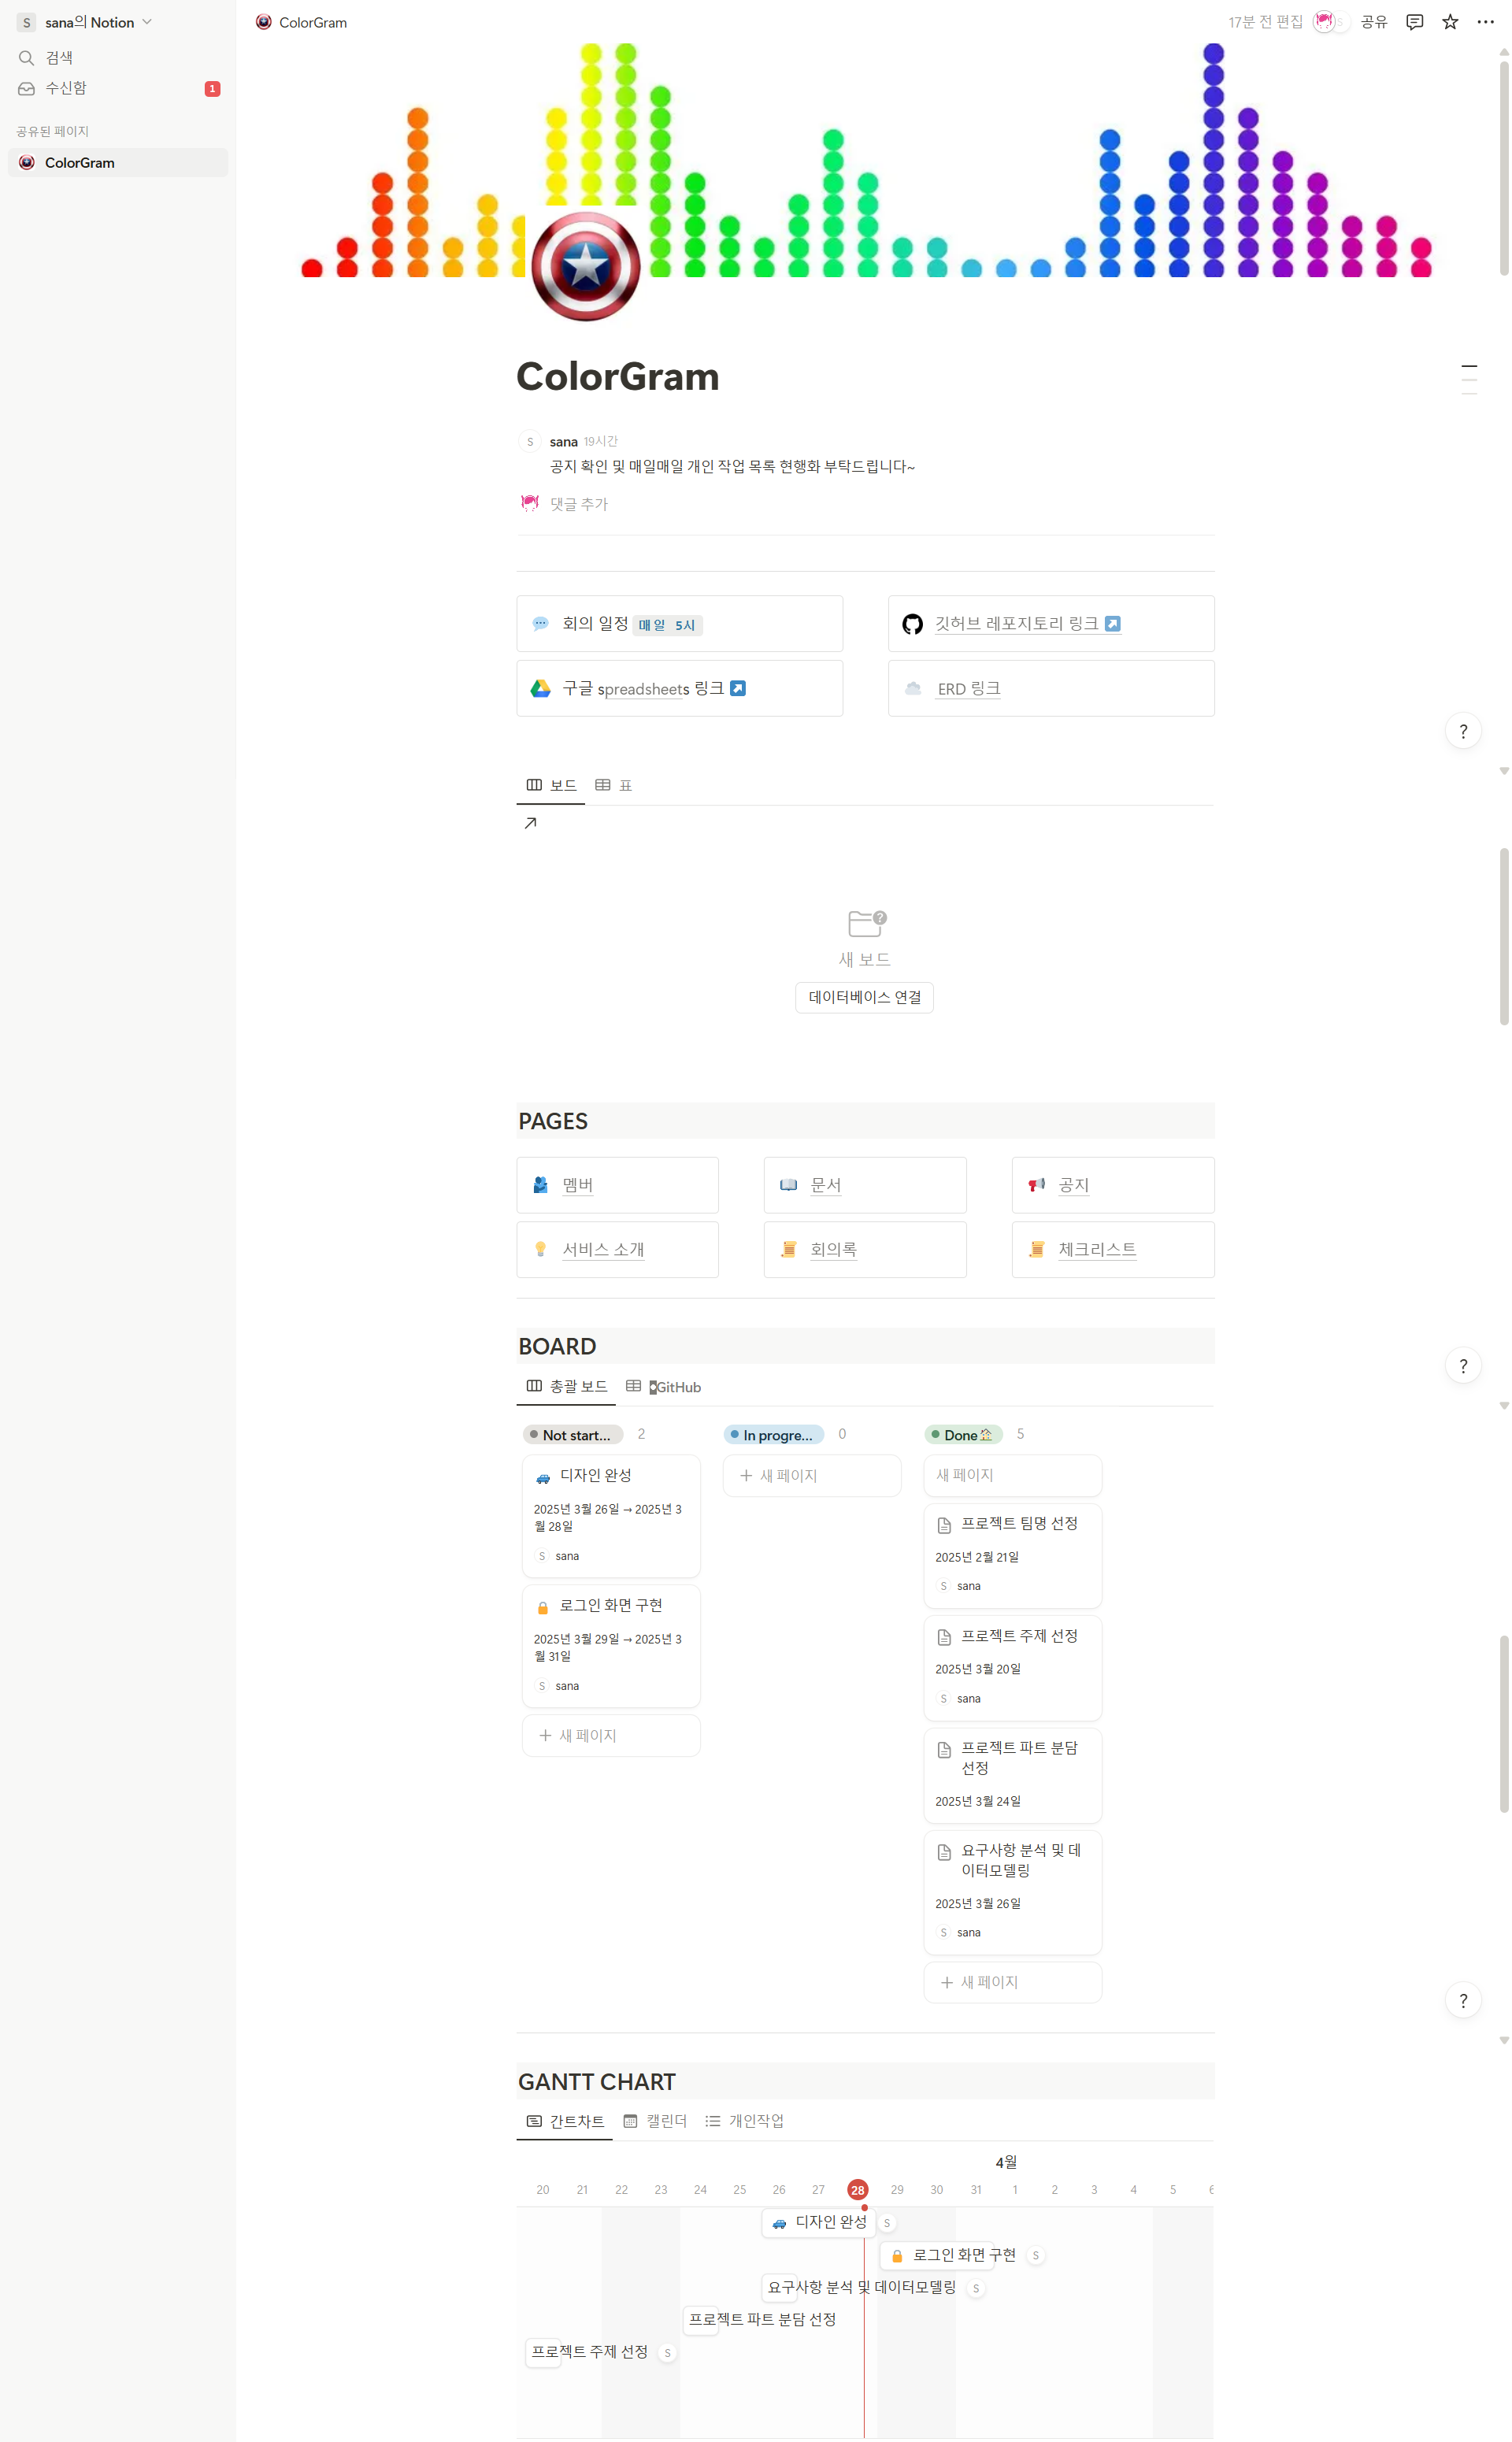 S sana의 Notion
검색
수신함 1
공유된 페이지
ColorGram
ColorGram
17분 전 편집 S 공유
ColorGram
S sana 19시간
공지 확인 및 매일매일 개인 작업 목록 현행화 부탁드립니다~
댓글 추가
회의 일정 매일 5시
깃허브 레포지토리 링크
구글 spreadsheets 링크
ERD 링크
?
보드 표
?
새 보드
데이터베이스 연결
PAGES
멤버 문서 공지
서비스 소개 회의록 체크리스트
BOARD
?
총괄 보드 GitHub
Not start... 2 In progre... 0 Done 5
디자인 완성
2025년 3월 26일 → 2025년 3
월 28일
S sana
로그인 화면 구현
2025년 3월 29일 → 2025년 3
월 31일
S sana
+ 새 페이지
+ 새 페이지
새 페이지
프로젝트 팀명 선정
2025년 2월 21일
S sana
프로젝트 주제 선정
2025년 3월 20일
S sana
프로젝트 파트 분담
선정
2025년 3월 24일
요구사항 분석 및 데
이터모델링
2025년 3월 26일
S sana
+ 새 페이지
?
GANTT CHART
간트차트 캘린더 개인작업
4월
20 21 22 23 24 25 26 27 28 29 30 31 1 2 3 4 5 6
디자인 완성 S
로그인 화면 구현 S
요구사항 분석 및 데이터모델링 S
프로젝트 파트 분담 선정
프로젝트 주제 선정 S